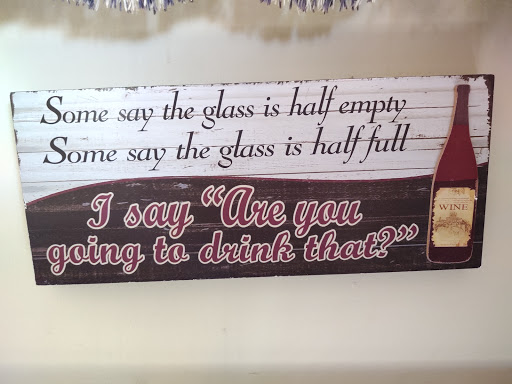 Some say the glass is half empty
Some say the glass is half full
I say "Are you
going to drink that?"
WINE